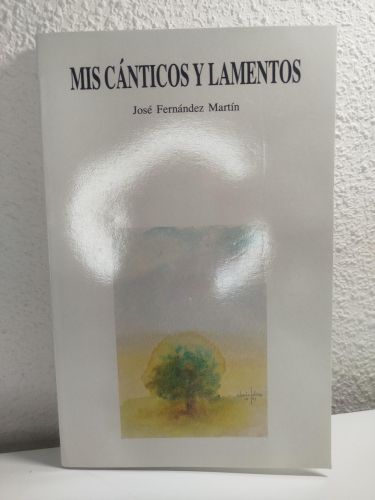 MIS CÁNTICOS Y LAMENTOS
José Fernández Martín